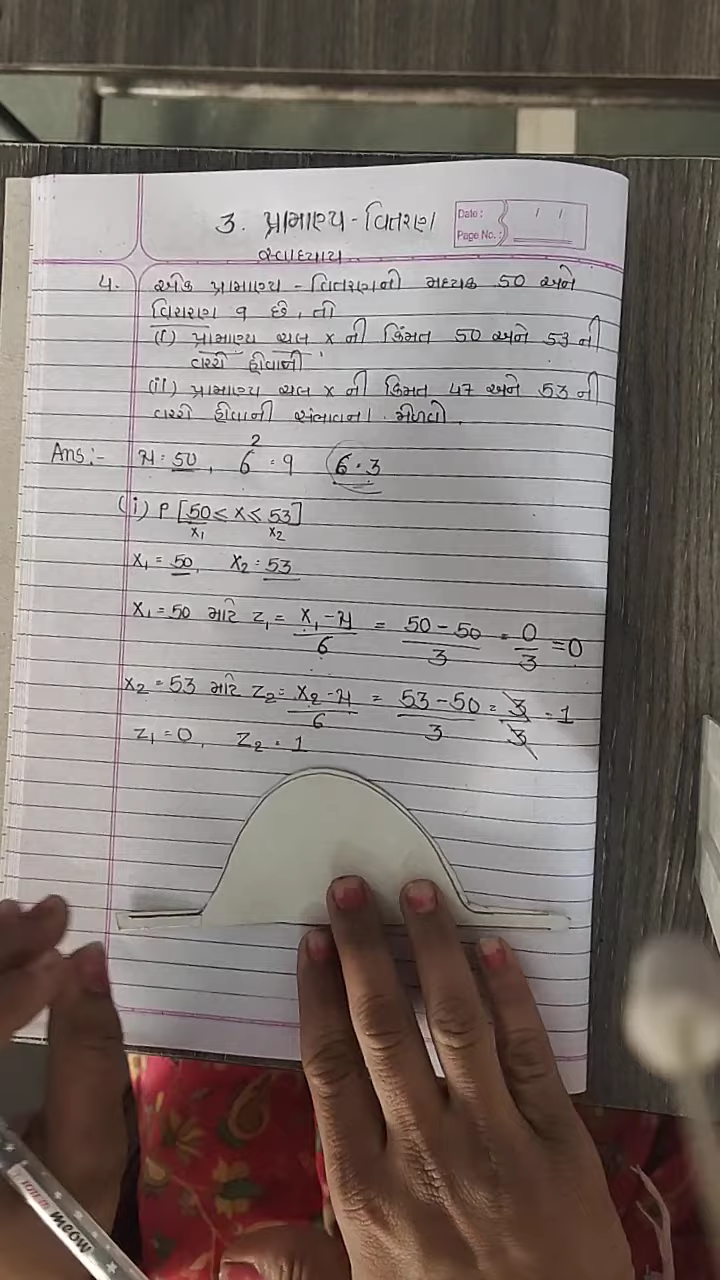 3. પ્રામાણ્ય - વિતરણ
Date : / /
Page No. :
સ્વાધ્યાય
4. એક પ્રામાણ્ય - વિતરણનો મધ્યક 50 અને
વિચરણ 9 છે, તો
(i) પ્રામાણ્ય ચલ x ની કિંમત 50 અને 53 ની
વચ્ચે હોવાની
(ii) પ્રામાણ્ય ચલ x ની કિંમત 47 અને 53 ની
વચ્ચે હોવાની સંભાવના મેળવો.
Ans:- μ = 50, σ² = 9 σ = 3
(i) P [50 ≤ x ≤ 53]
x₁ x₂
x₁ = 50, x₂ = 53
x₁ = 50 માટે z₁ = x₁ - μ / σ = 50 - 50 / 3 = 0 / 3 = 0
x₂ = 53 માટે z₂ = x₂ - μ / σ = 53 - 50 / 3 = 3 / 3 = 1
z₁ = 0, z₂ = 1
meow